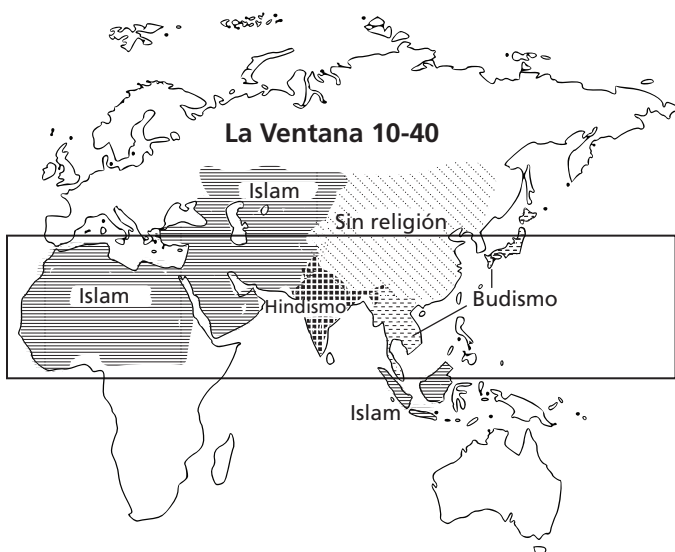 La Ventana 10-40
Islam
Sin religión
Islam
Hindismo
Budismo
Islam